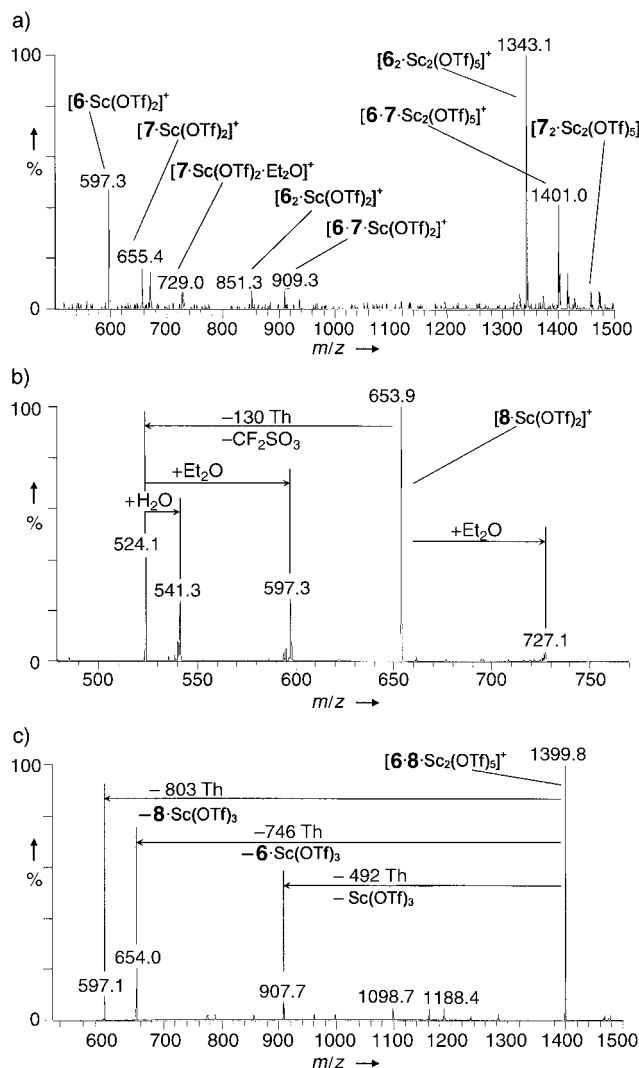 a)
100
%
0
[6·Sc(OTf)2]+
597.3
[7·Sc(OTf)2]+
655.4
[7·Sc(OTf)2·Et2O]+
729.0
[62·Sc(OTf)2]+
851.3
[6·7·Sc(OTf)2]+
909.3
[62·Sc2(OTf)5]+
1343.1
[6·7·Sc2(OTf)5]+
1401.0
[72·Sc2(OTf)5]+
600 700 800 900 1000 1100 1200 1300 1400 1500
m/z
b)
100
%
0
653.9
−130 Th
−CF2SO3
[8·Sc(OTf)2]+
+Et2O
+H2O
+Et2O
524.1
541.3
597.3
727.1
500 550 600 650 700 750
m/z
c)
100
%
0
[6·8·Sc2(OTf)5]+
1399.8
− 803 Th
−8·Sc(OTf)3
−746 Th
−6·Sc(OTf)3
− 492 Th
− Sc(OTf)3
597.1
654.0
907.7
1098.7
1188.4
600 700 800 900 1000 1100 1200 1300 1400 1500
m/z